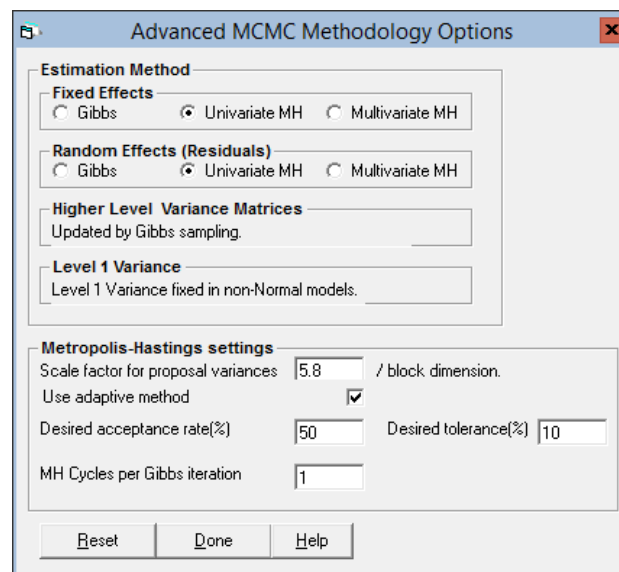 Advanced MCMC Methodology Options
Estimation Method
Fixed Effects
Gibbs Univariate MH Multivariate MH
Random Effects (Residuals)
Gibbs Univariate MH Multivariate MH
Higher Level Variance Matrices
Updated by Gibbs sampling.
Level 1 Variance
Level 1 Variance fixed in non-Normal models.
Metropolis-Hastings settings
Scale factor for proposal variances 5.8 / block dimension.
Use adaptive method
Desired acceptance rate(%) 50 Desired tolerance(%) 10
MH Cycles per Gibbs iteration 1
Reset Done Help